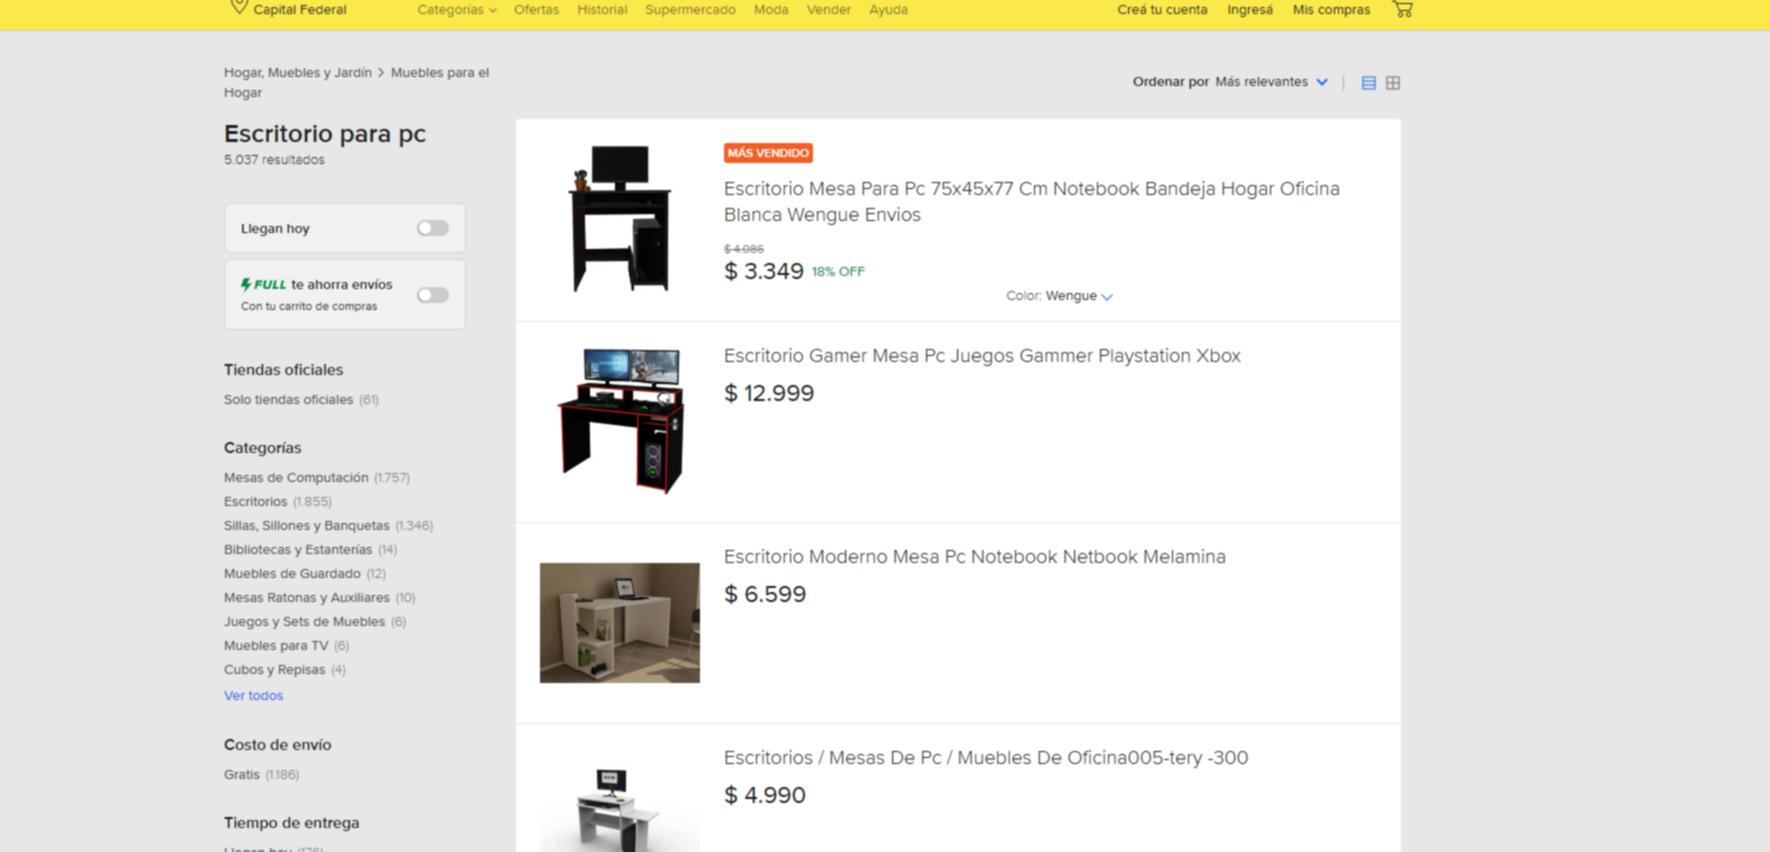 Capital Federal
Categorías
Ofertas
Historial
Supermercado
Moda
Vender
Ayuda
Creá tu cuenta
Ingresá
Mis compras
Hogar, Muebles y Jardín > Muebles para el
Hogar
Ordenar por Más relevantes
Escritorio para pc
5.037 resultados
Llegan hoy
FULL te ahorra envíos
Con tu carrito de compras
Tiendas oficiales
Solo tiendas oficiales (61)
Categorías
Mesas de Computación (1.757)
Escritorios (1.855)
Sillas, Sillones y Banquetas (1.346)
Bibliotecas y Estanterías (14)
Muebles de Guardado (12)
Mesas Ratonas y Auxiliares (10)
Juegos y Sets de Muebles (6)
Muebles para TV (6)
Cubos y Repisas (4)
Ver todos
Costo de envío
Gratis (1.186)
Tiempo de entrega
Llegan hoy (176)
MÁS VENDIDO
Escritorio Mesa Para Pc 75x45x77 Cm Notebook Bandeja Hogar Oficina
Blanca Wengue Envios
$ 4.086
$ 3.349 18% OFF
Color: Wengue
Escritorio Gamer Mesa Pc Juegos Gammer Playstation Xbox
$ 12.999
Escritorio Moderno Mesa Pc Notebook Netbook Melamina
$ 6.599
Escritorios / Mesas De Pc / Muebles De Oficina005-tery -300
$ 4.990